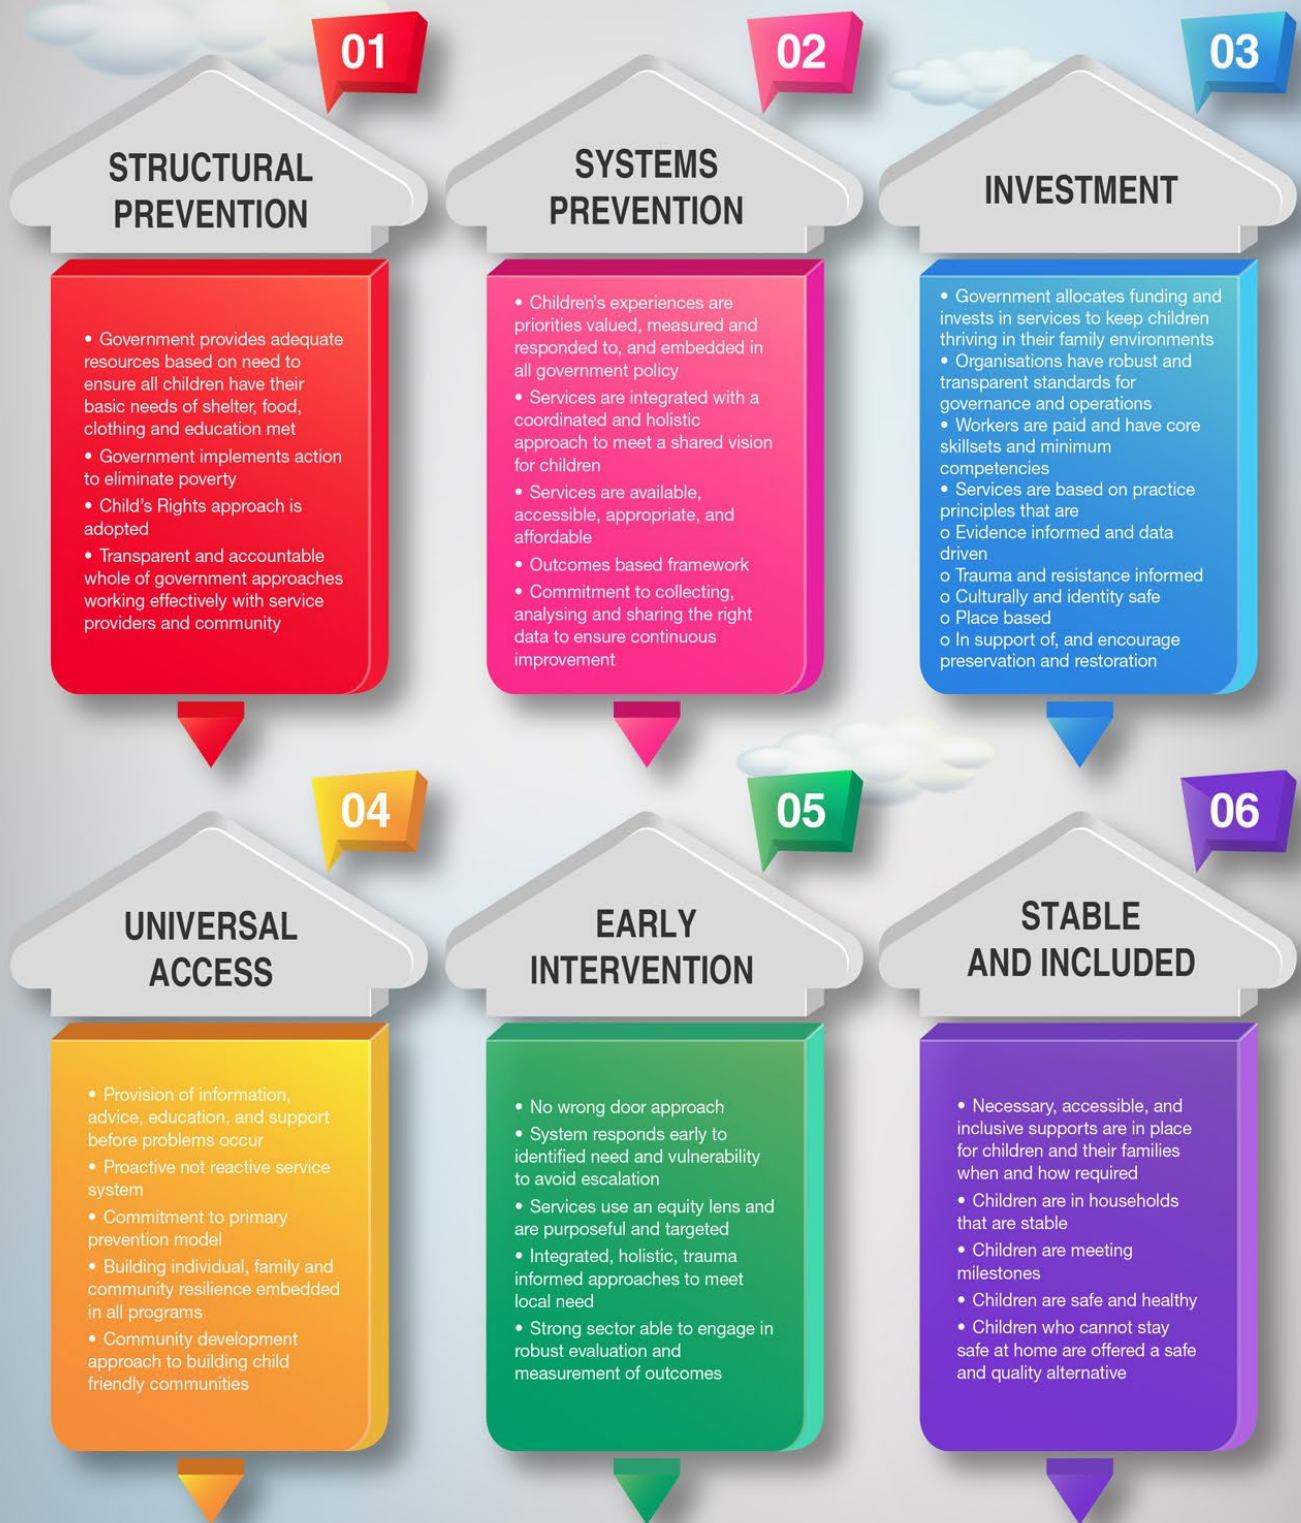 01
STRUCTURAL
PREVENTION
• Government provides adequate
resources based on need to
ensure all children have their
basic needs of shelter, food,
clothing and education met
• Government implements action
to eliminate poverty
• Child's Rights approach is
adopted
• Transparent and accountable
whole of government approaches
working effectively with service
providers and community
02
SYSTEMS
PREVENTION
• Children's experiences are
priorities valued, measured and
responded to, and embedded in
all government policy
• Services are integrated with a
coordinated and holistic
approach to meet a shared vision
for children
• Services are available,
accessible, appropriate, and
affordable
• Outcomes based framework
• Commitment to collecting,
analysing and sharing the right
data to ensure continuous
improvement
03
INVESTMENT
• Government allocates funding and
invests in services to keep children
thriving in their family environments
• Organisations have robust and
transparent standards for
governance and operations
• Workers are paid and have core
skillsets and minimum
competencies
• Services are based on practice
principles that are
o Evidence informed and data
driven
o Trauma and resistance informed
o Culturally and identity safe
o Place based
o In support of, and encourage
preservation and restoration
04
UNIVERSAL
ACCESS
• Provision of information,
advice, education, and support
before problems occur
• Proactive not reactive service
system
• Commitment to primary
prevention model
• Building individual, family and
community resilience embedded
in all programs
• Community development
approach to building child
friendly communities
05
EARLY
INTERVENTION
• No wrong door approach
• System responds early to
identified need and vulnerability
to avoid escalation
• Services use an equity lens and
are purposeful and targeted
• Integrated, holistic, trauma
informed approaches to meet
local need
• Strong sector able to engage in
robust evaluation and
measurement of outcomes
06
STABLE
AND INCLUDED
• Necessary, accessible, and
inclusive supports are in place
for children and their families
when and how required
• Children are in households
that are stable
• Children are meeting
milestones
• Children are safe and healthy
• Children who cannot stay
safe at home are offered a safe
and quality alternative